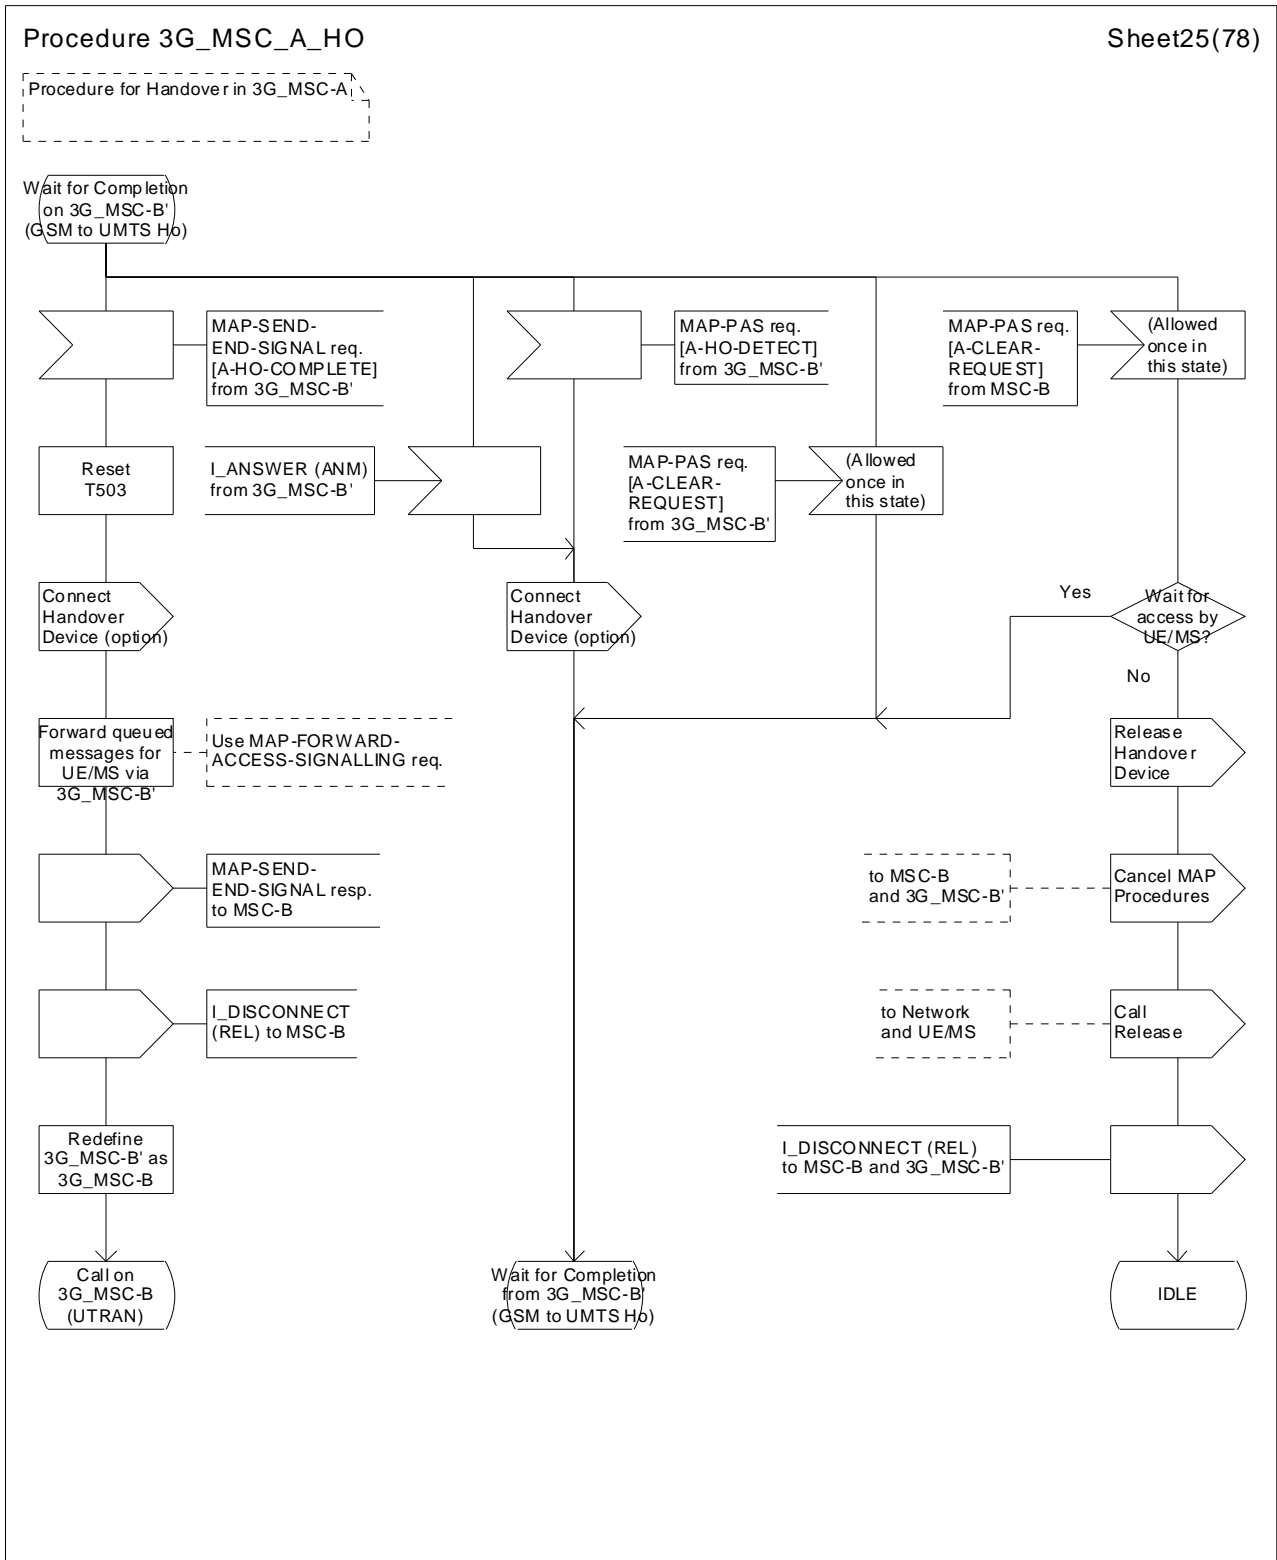 Procedure 3G_MSC_A_HO
Sheet25(78)
Procedure for Handover in 3G_MSC-A
Wait for Completion
on 3G_MSC-B'
(GSM to UMTS Ho)
MAP-SEND-
END-SIGNAL req.
[A-HO-COMPLETE]
from 3G_MSC-B'
MAP-PAS req.
[A-HO-DETECT]
from 3G_MSC-B'
MAP-PAS req.
[A-CLEAR-
REQUEST]
from MSC-B
(Allowed
once in
this state)
Reset
T503
I_ANSWER (ANM)
from 3G_MSC-B'
MAP-PAS req.
[A-CLEAR-
REQUEST]
from 3G_MSC-B'
(Allowed
once in
this state)
Connect
Handover
Device (option)
Connect
Handover
Device (option)
Yes
Wait for
access by
UE/MS?
No
Forward queued
messages for
UE/MS via
3G_MSC-B'
Use MAP-FORWARD-
ACCESS-SIGNALLING req.
Release
Handover
Device
MAP-SEND-
END-SIGNAL resp.
to MSC-B
to MSC-B
and 3G_MSC-B'
Cancel MAP
Procedures
I_DISCONNECT
(REL) to MSC-B
to Network
and UE/MS
Call
Release
Redefine
3G_MSC-B' as
3G_MSC-B
I_DISCONNECT (REL)
to MSC-B and 3G_MSC-B'
Call on
3G_MSC-B
(UTRAN)
Wait for Completion
from 3G_MSC-B'
(GSM to UMTS Ho)
IDLE